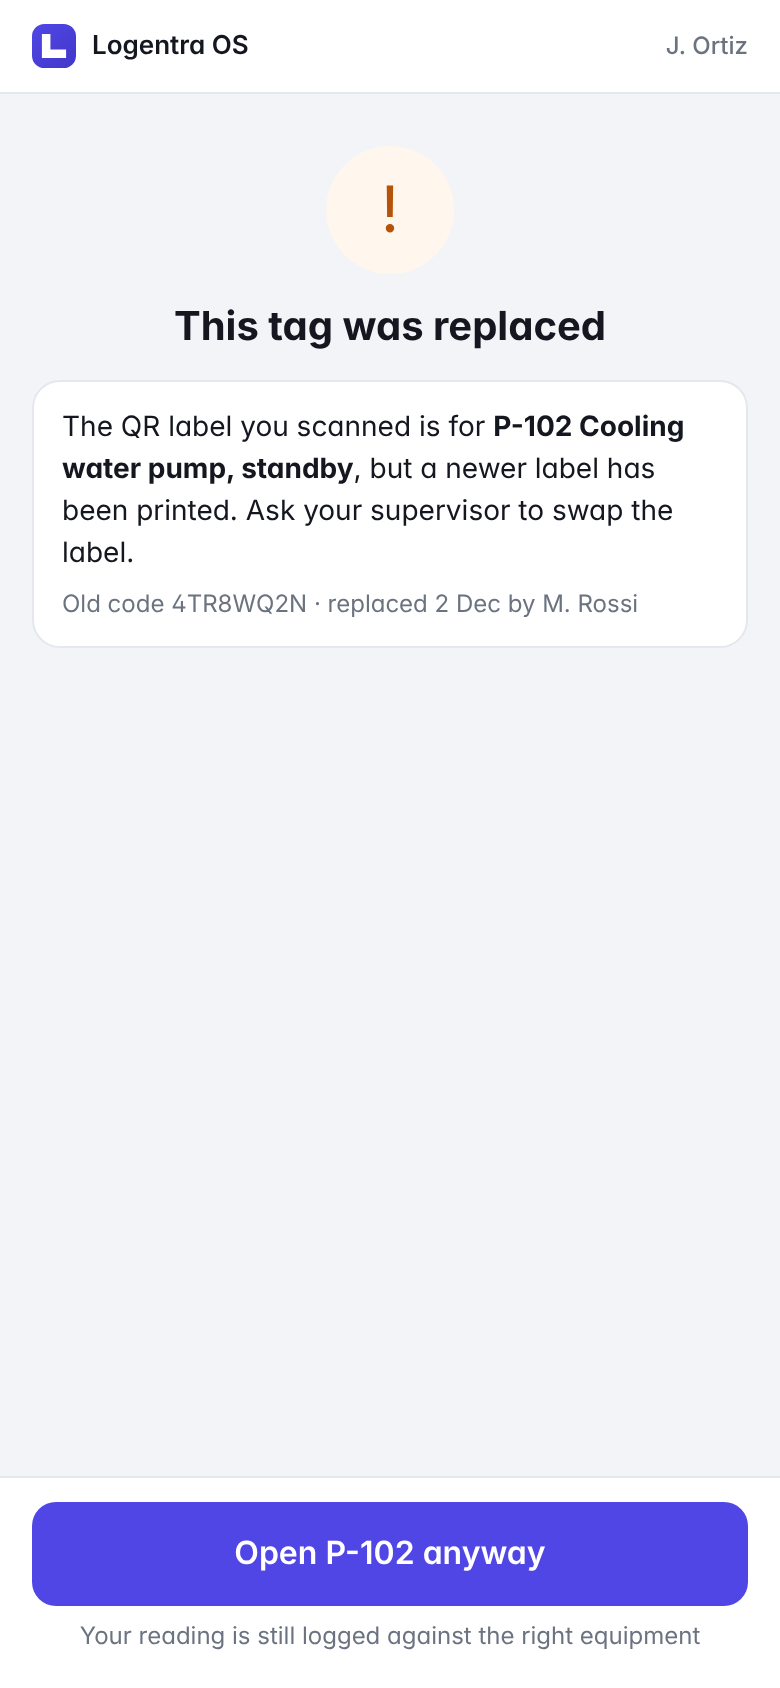 Logentra OS
J. Ortiz
!
This tag was replaced
The QR label you scanned is for P-102 Cooling
water pump, standby, but a newer label has
been printed. Ask your supervisor to swap the
label.
Old code 4TR8WQ2N · replaced 2 Dec by M. Rossi
Open P-102 anyway
Your reading is still logged against the right equipment